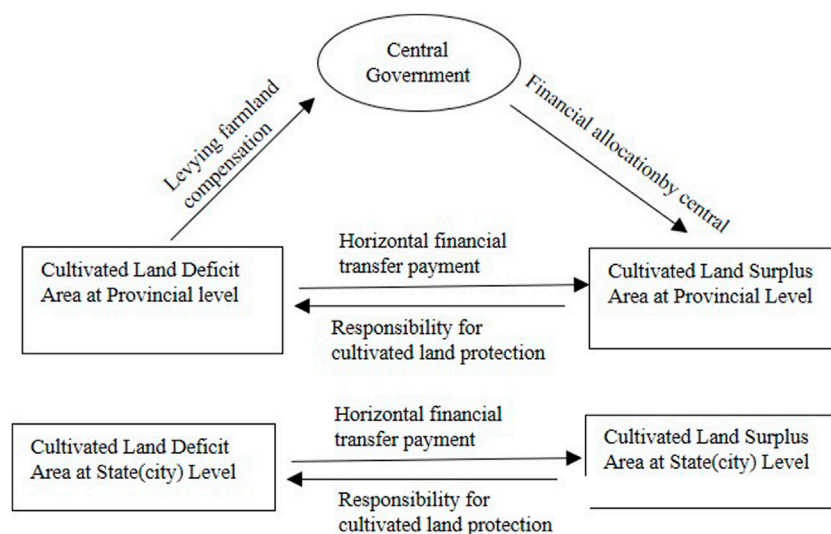 Central
Government
Levying farmland
compensation
Financial allocationby central
Cultivated Land Deficit
Area at Provincial level
Horizontal financial
transfer payment
Responsibility for
cultivated land protection
Cultivated Land Surplus
Area at Provincial Level
Cultivated Land Deficit
Area at State(city) Level
Horizontal financial
transfer payment
Responsibility for
cultivated land protection
Cultivated Land Surplus
Area at State(city) Level